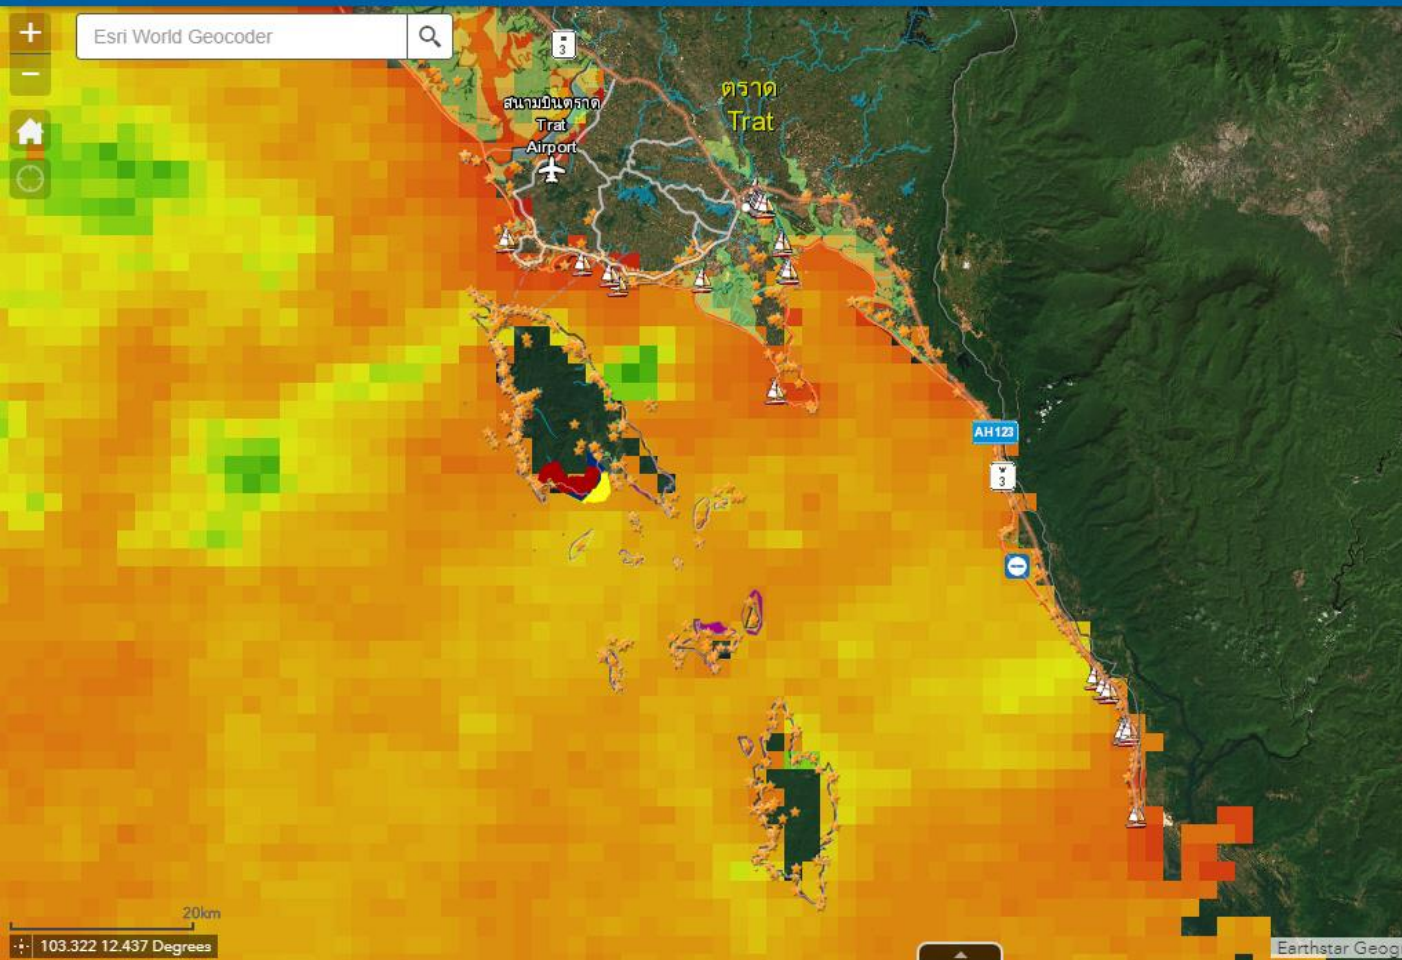 +
Esri World Geocoder
−
3
ตราด
Trat
สนามบินตราด
Trat
Airport
AH123
3
20km
103.322 12.437 Degrees
Earthstar Geog